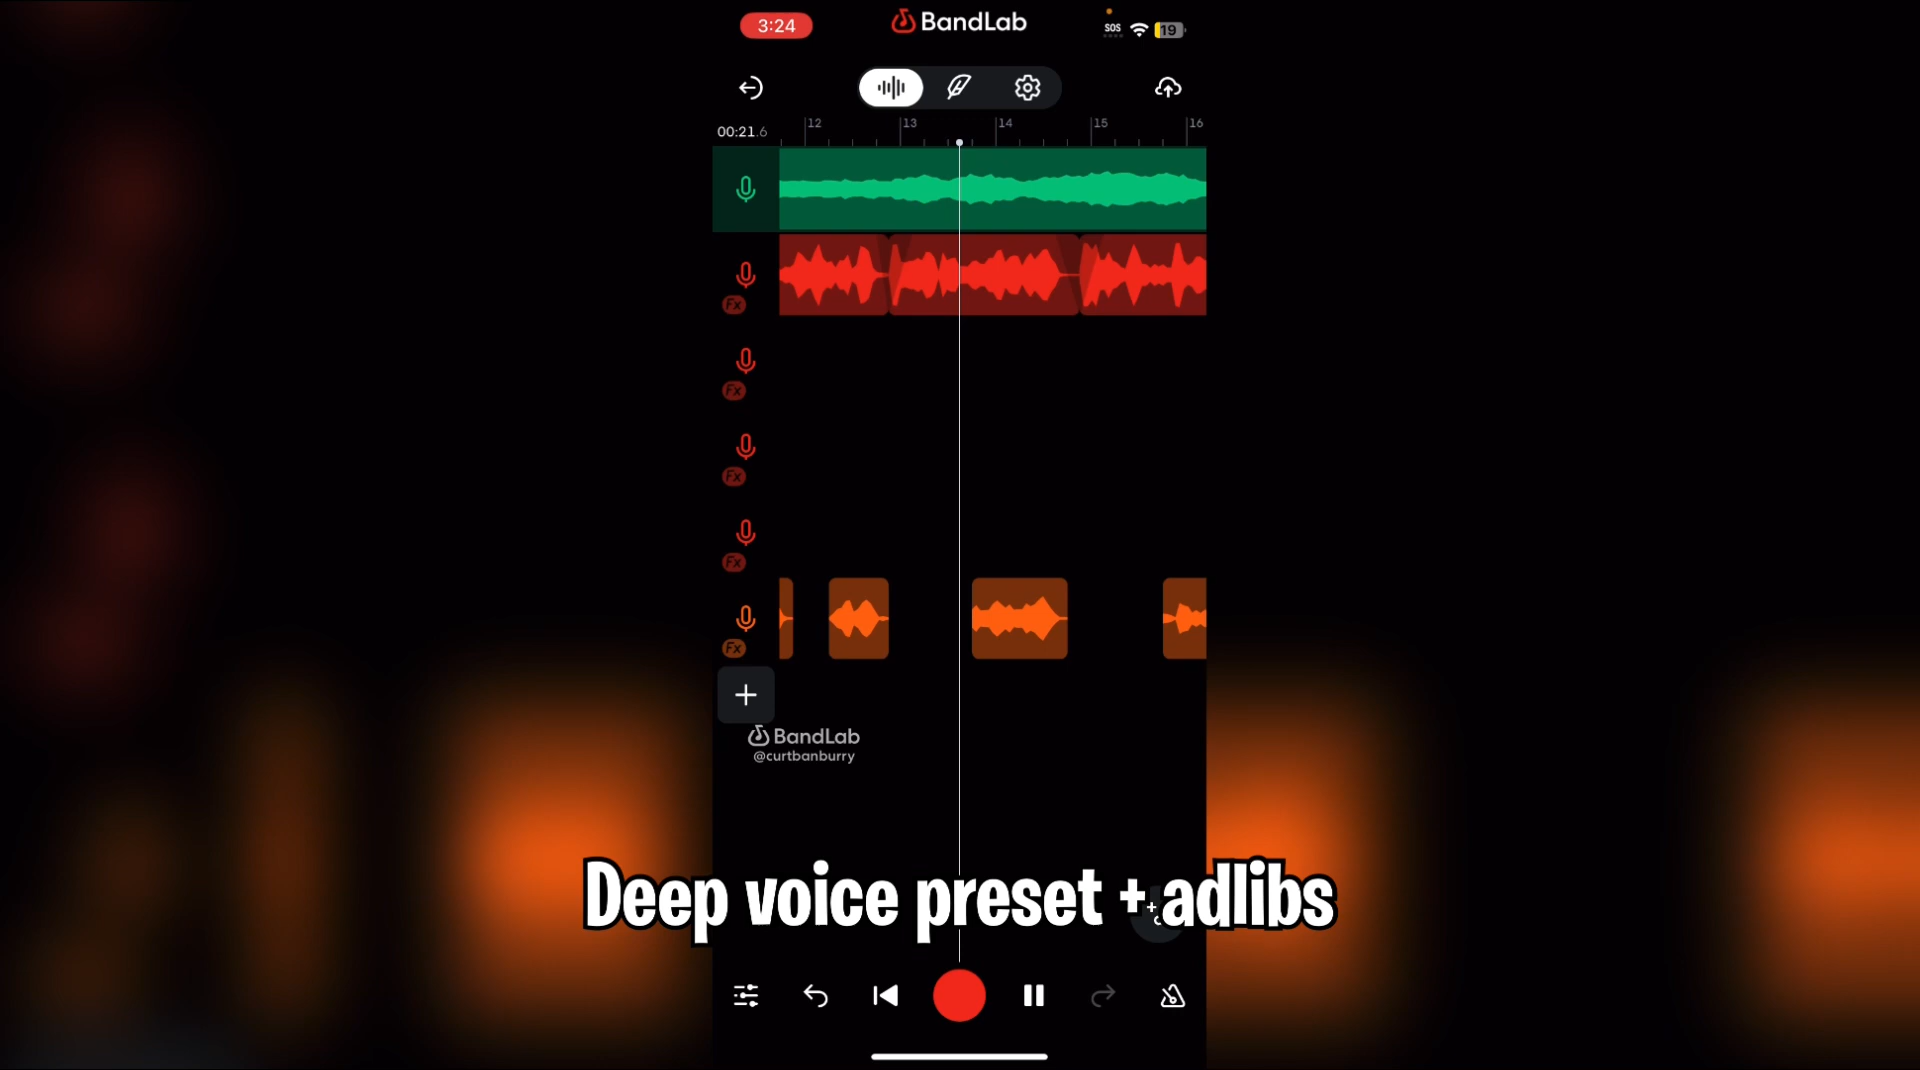 3:24
BandLab
SOS
19
00:21.6
12
13
14
15
16
Fx
Fx
Fx
Fx
Fx
BandLab
@curtbanburry
Deep voice preset + adlibs